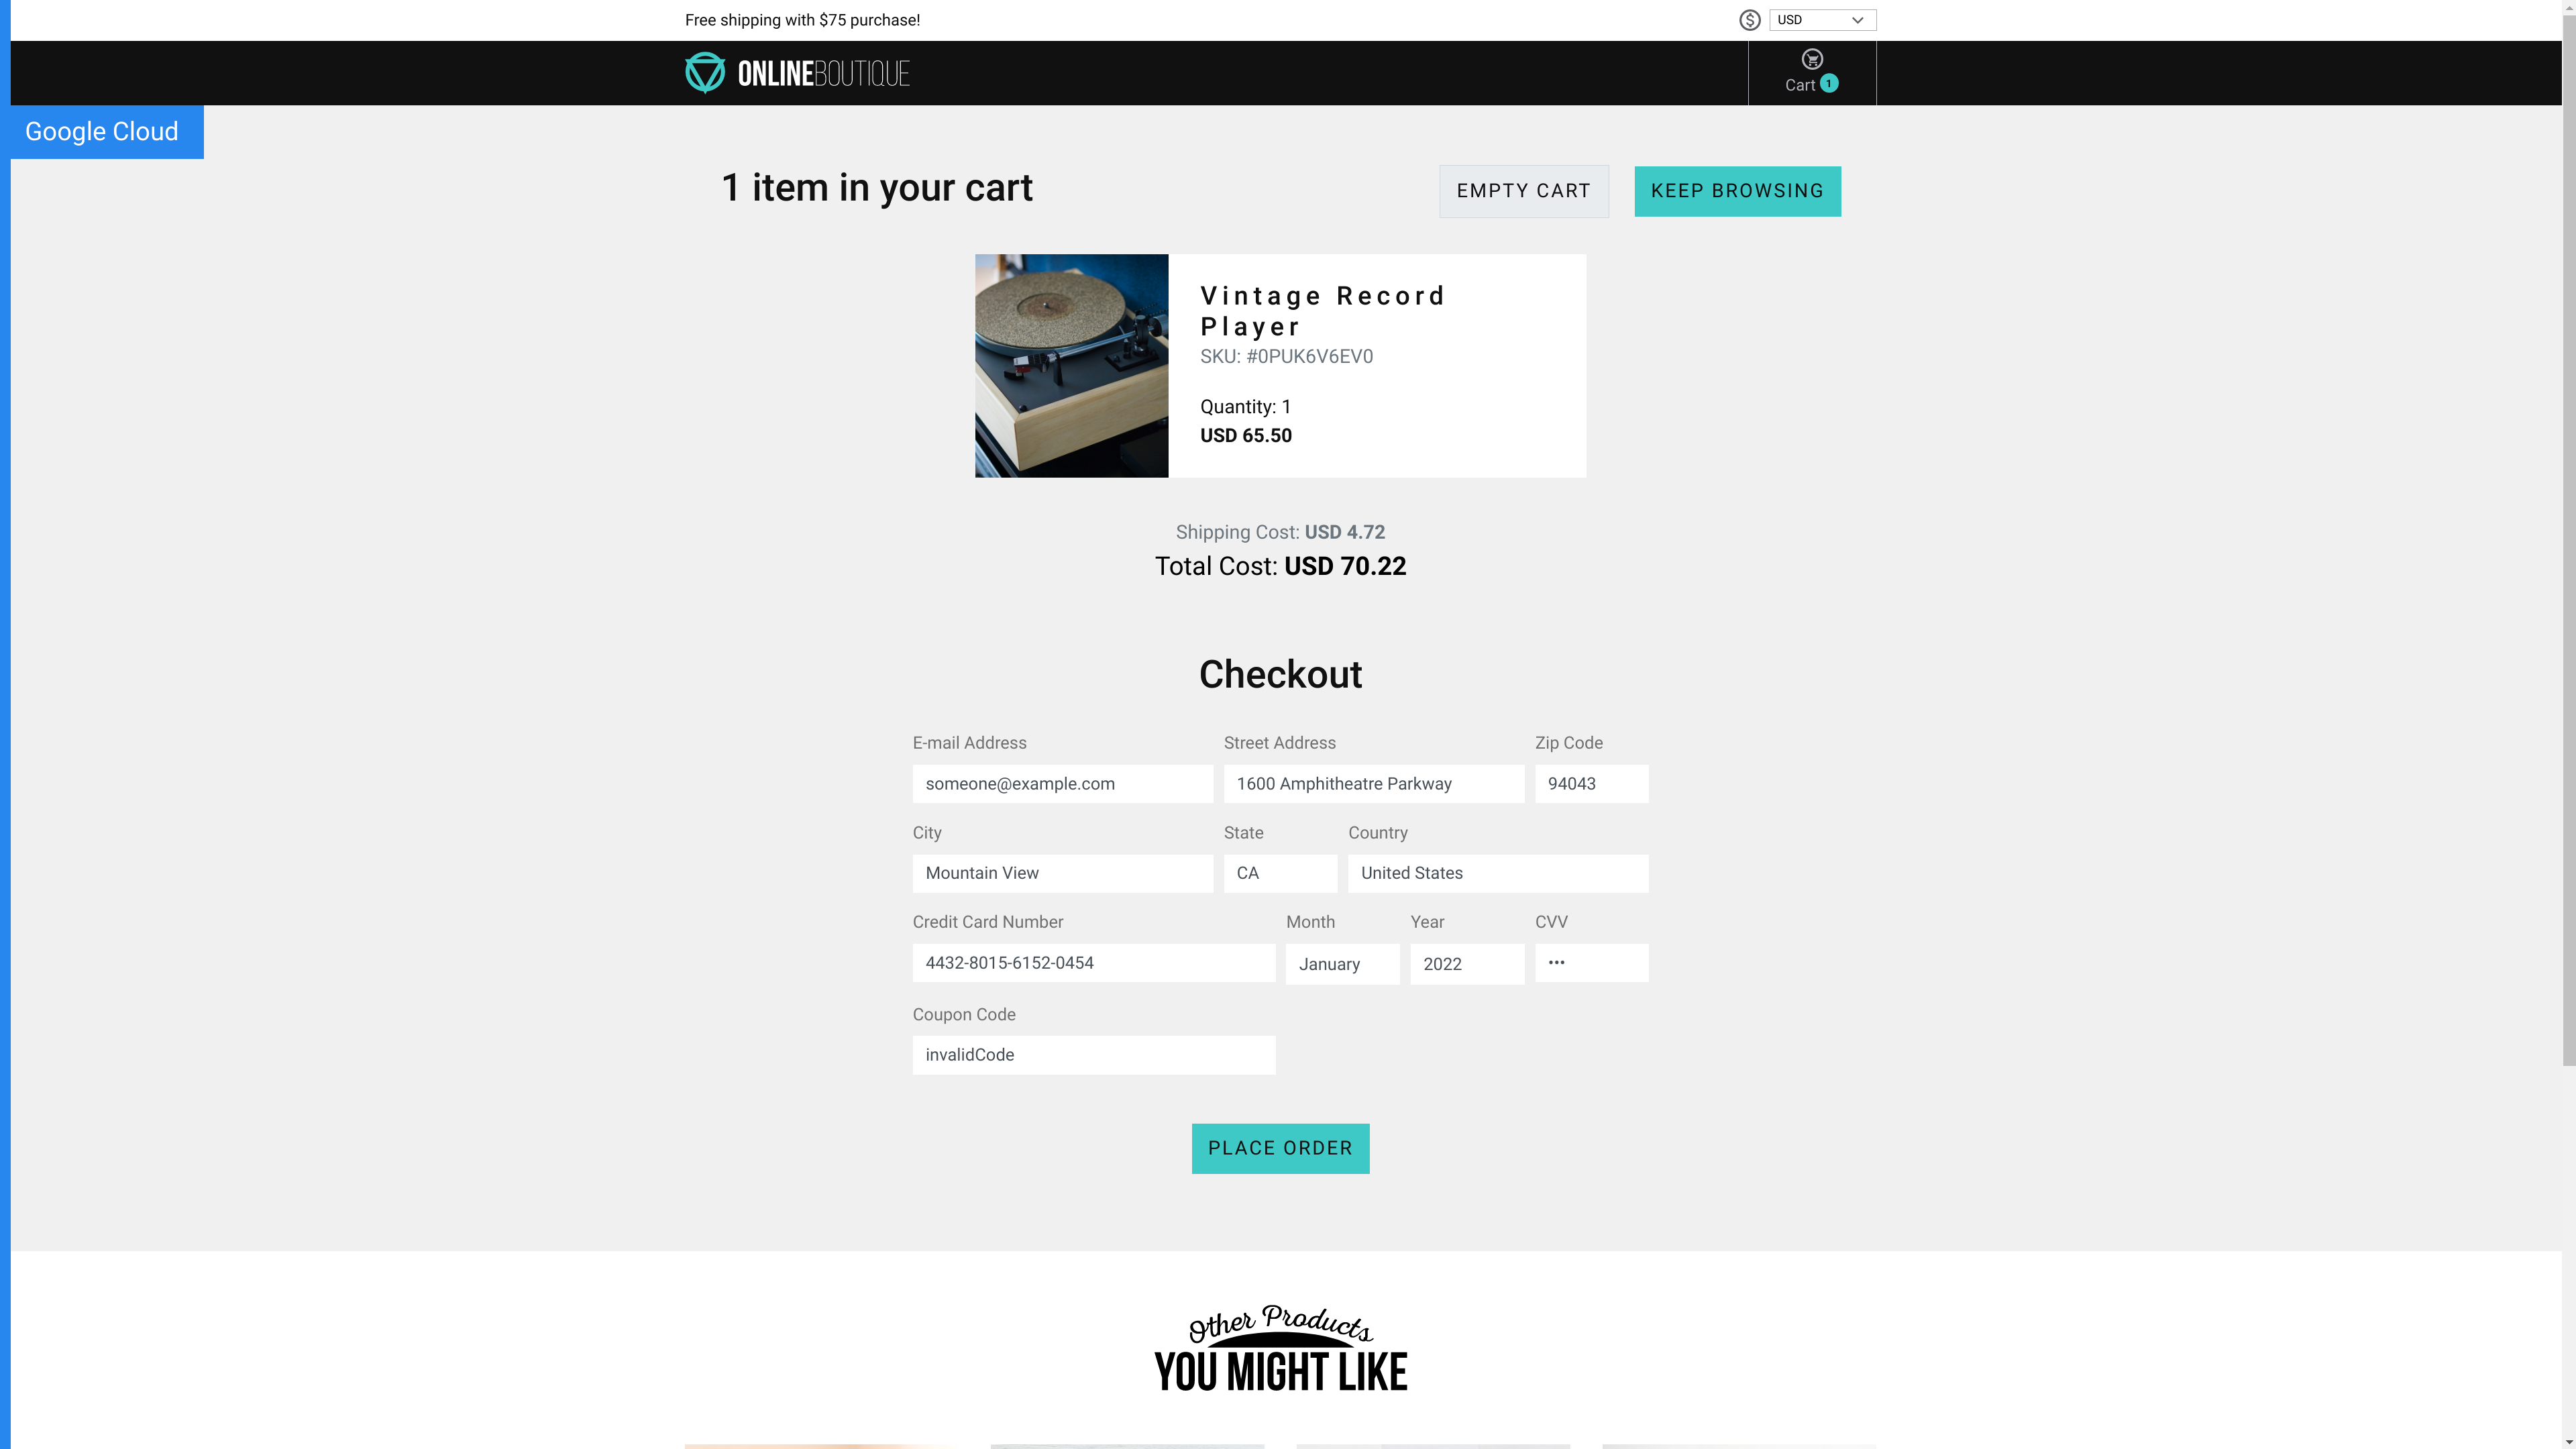 Free shipping with $75 purchase!
USD
ONLINEBOUTIQUE
Cart 1
Google Cloud
1 item in your cart
EMPTY CART
KEEP BROWSING
Vintage Record
Player
SKU: #0PUK6V6EV0
Quantity: 1
USD 65.50
Shipping Cost: USD 4.72
Total Cost: USD 70.22
Checkout
E-mail Address Street Address Zip Code
someone@example.com 1600 Amphitheatre Parkway 94043
City State Country
Mountain View CA United States
Credit Card Number Month Year CVV
4432-8015-6152-0454 January 2022 •••
Coupon Code
invalidCode
PLACE ORDER
Other Products
YOU MIGHT LIKE